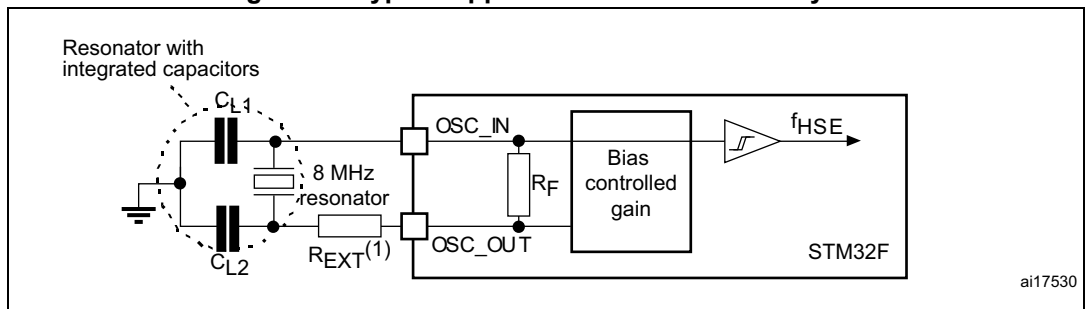 Resonator with
integrated capacitors
CL1
OSC_IN
fHSE
8 MHz
resonator
RF
Bias
controlled
gain
REXT(1)
OSC_OUT
STM32F
CL2
ai17530